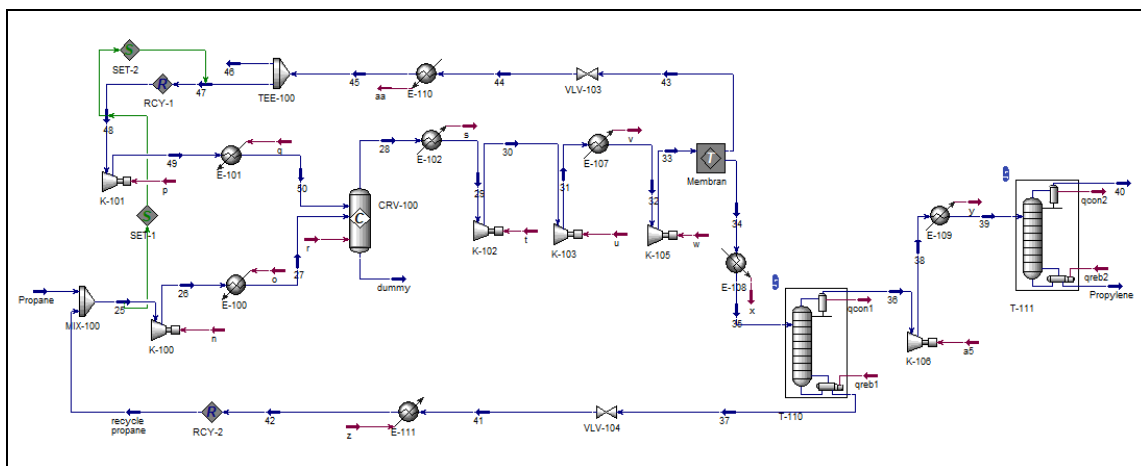 SET-2
46
45
44
43
47
TEE-100
aa
E-110
VLV-103
RCY-1
48
49
q
E-101
50
28
s
E-102
30
v
E-107
33
T
Membran
K-101
p
CRV-100
C
29
31
32
34
40
qcon2
SET-1
r
27
K-102
t
K-103
u
K-105
w
y
E-109
39
38
Propane
25
26
o
E-100
dummy
E-108
x
35
qcon1
36
qreb2
Propylene
MIX-100
K-100
n
T-111
K-106
a5
qreb1
T-110
recycle
propane
R
RCY-2
42
z
E-111
41
VLV-104
37
S
S
R